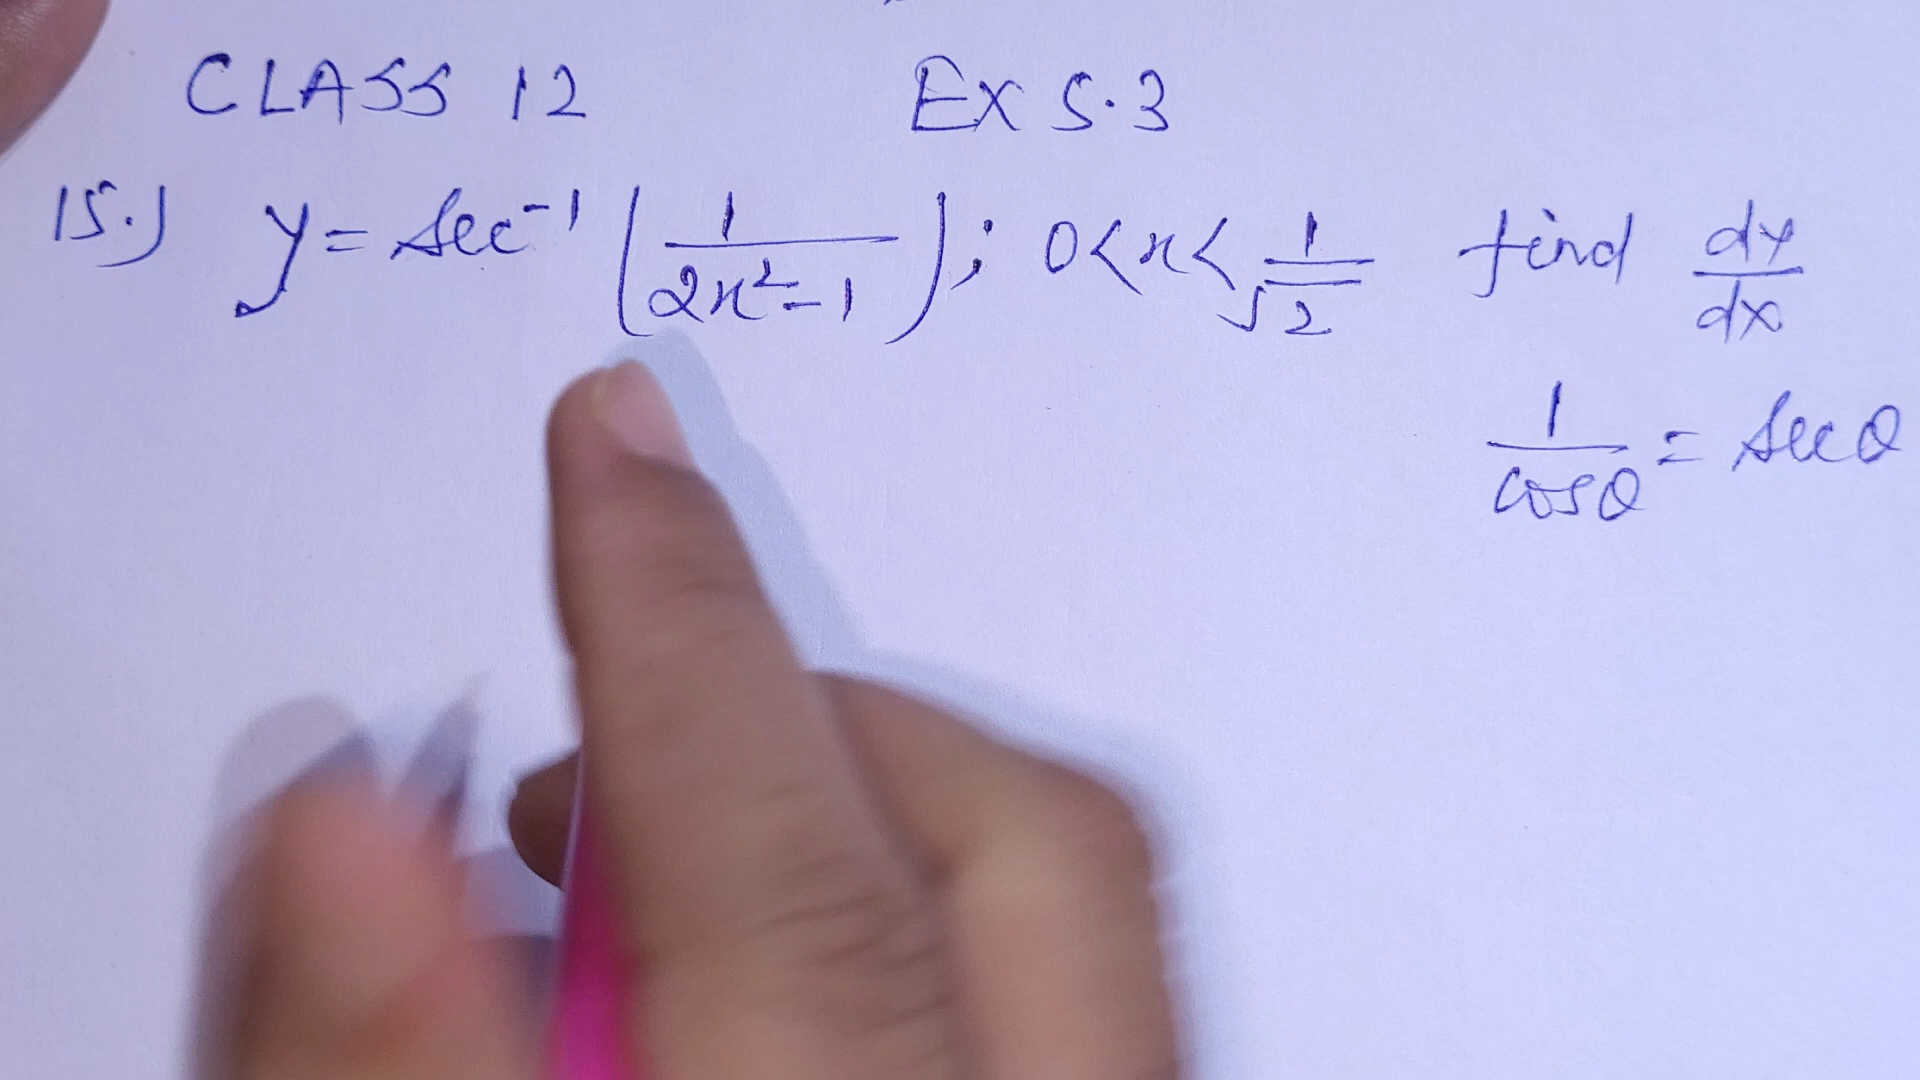 CLASS 12 EX 5.3
15.) y = sec⁻¹ (1/(2x²-1)); 0<x<1/√2 find dy/dx
1/cosθ = secθ